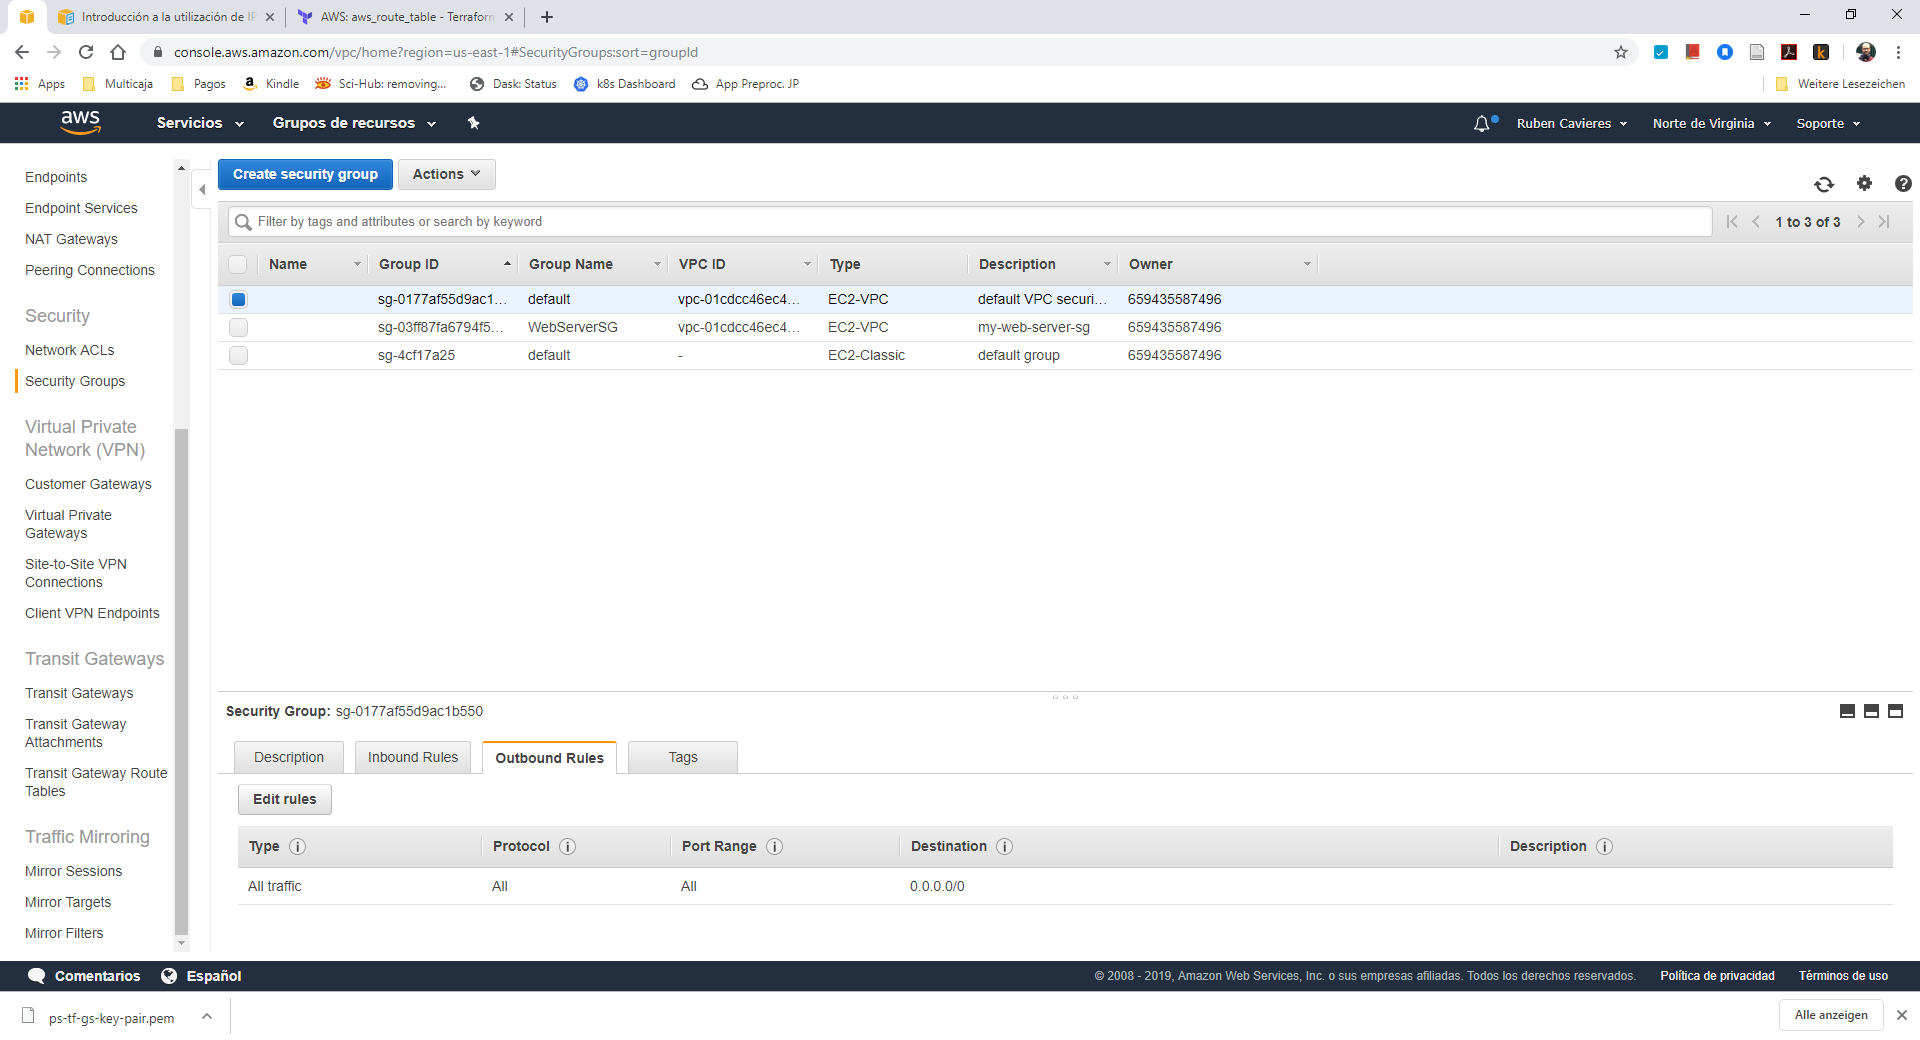 Introducción a la utilización de IP
AWS: aws_route_table - Terraform
console.aws.amazon.com/vpc/home?region=us-east-1#SecurityGroups:sort=groupId
Apps
Multicaja
Pagos
Kindle
Sci-Hub: removing...
Dask: Status
k8s Dashboard
App Preproc. JP
Weitere Lesezeichen
aws
Servicios
Grupos de recursos
Ruben Cavieres
Norte de Virginia
Soporte
Endpoints
Endpoint Services
NAT Gateways
Peering Connections
Security
Network ACLs
Security Groups
Virtual Private
Network (VPN)
Customer Gateways
Virtual Private
Gateways
Site-to-Site VPN
Connections
Client VPN Endpoints
Transit Gateways
Transit Gateways
Transit Gateway
Attachments
Transit Gateway Route
Tables
Traffic Mirroring
Mirror Sessions
Mirror Targets
Mirror Filters
Create security group
Actions
Filter by tags and attributes or search by keyword
1 to 3 of 3
Name Group ID Group Name VPC ID Type Description Owner
sg-0177af55d9ac1... default vpc-01cdcc46ec4... EC2-VPC default VPC securi... 659435587496
sg-03ff87fa6794f5... WebServerSG vpc-01cdcc46ec4... EC2-VPC my-web-server-sg 659435587496
sg-4cf17a25 default - EC2-Classic default group 659435587496
Security Group: sg-0177af55d9ac1b550
Description
Inbound Rules
Outbound Rules
Tags
Edit rules
Type Protocol Port Range Destination Description
All traffic All All 0.0.0.0/0
Comentarios
Español
© 2008 - 2019, Amazon Web Services, Inc. o sus empresas afiliadas. Todos los derechos reservados.
Política de privacidad
Términos de uso
ps-tf-gs-key-pair.pem
Alle anzeigen